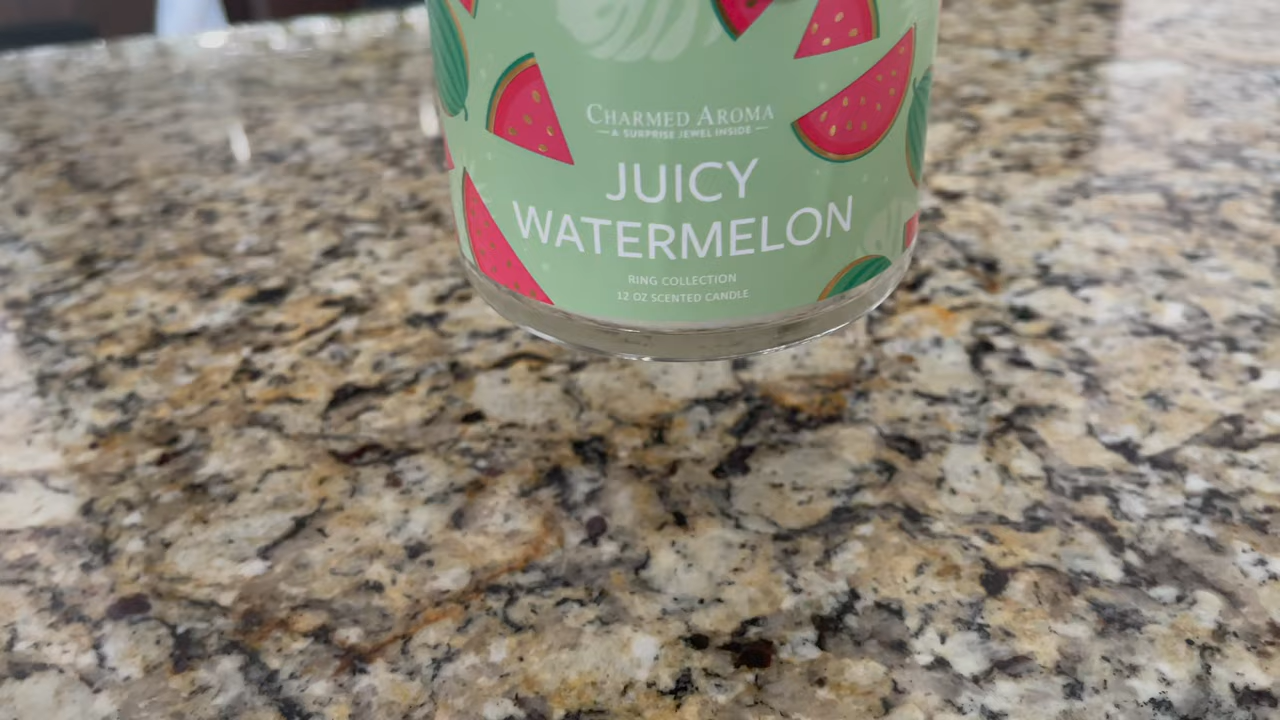 CHARMED AROMA
A SURPRISE JEWEL INSIDE
JUICY
WATERMELON
RING COLLECTION
12 OZ SCENTED CANDLE